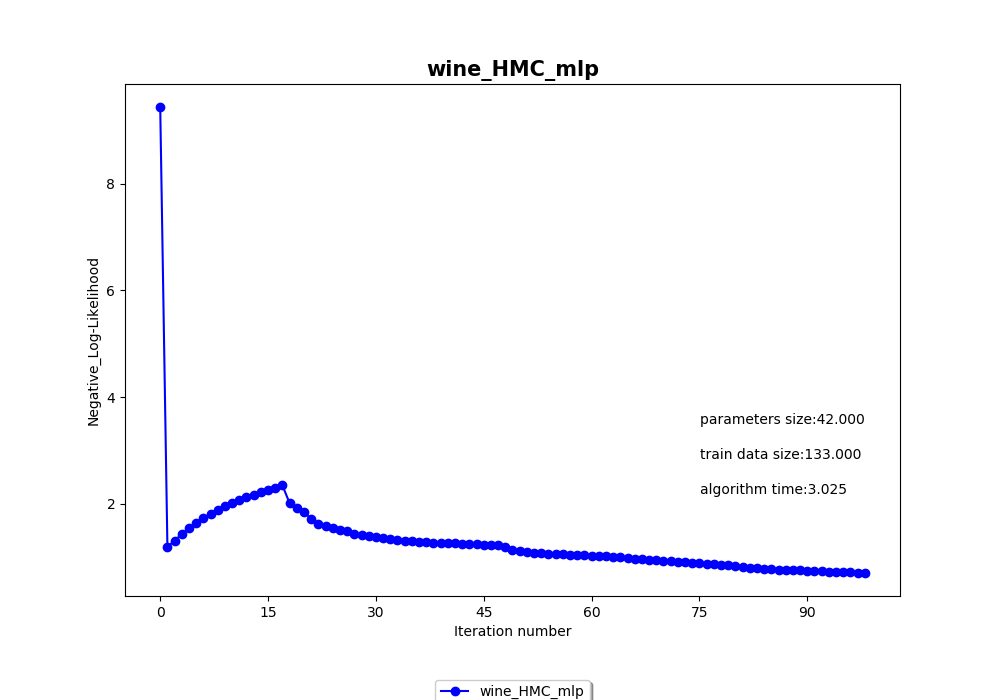 wine_HMC_mlp
Negative_Log-Likelihood
8
6
4
2
parameters size:42.000
train data size:133.000
algorithm time:3.025
0 15 30 45 60 75 90
Iteration number
wine_HMC_mlp